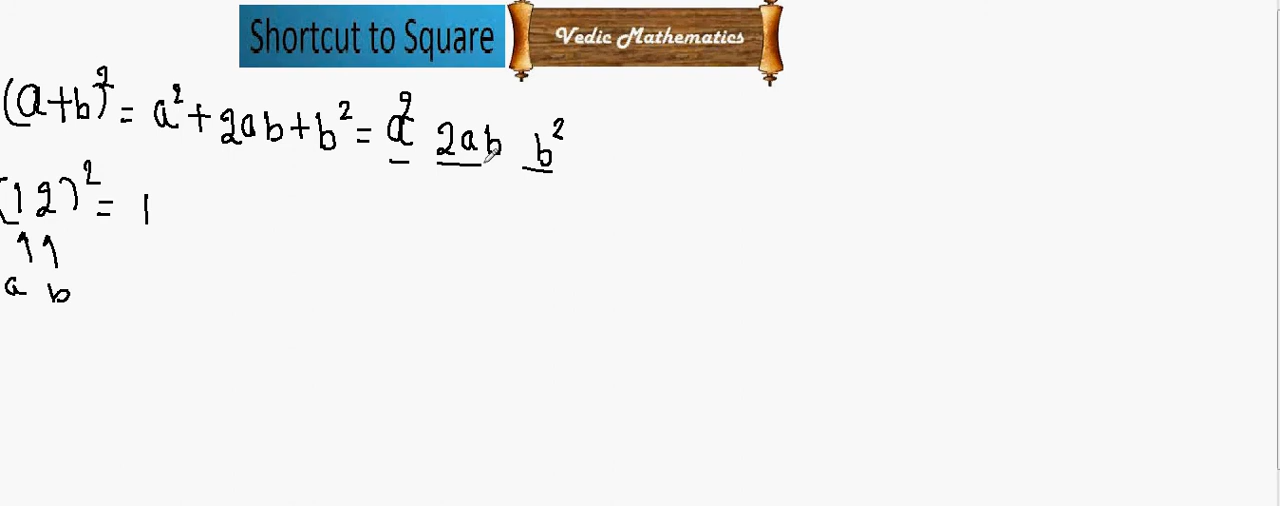 Shortcut to Square
Vedic Mathematics
(a+b)² = a² + 2ab + b² = a² 2ab b²
(12)² = 1
a b